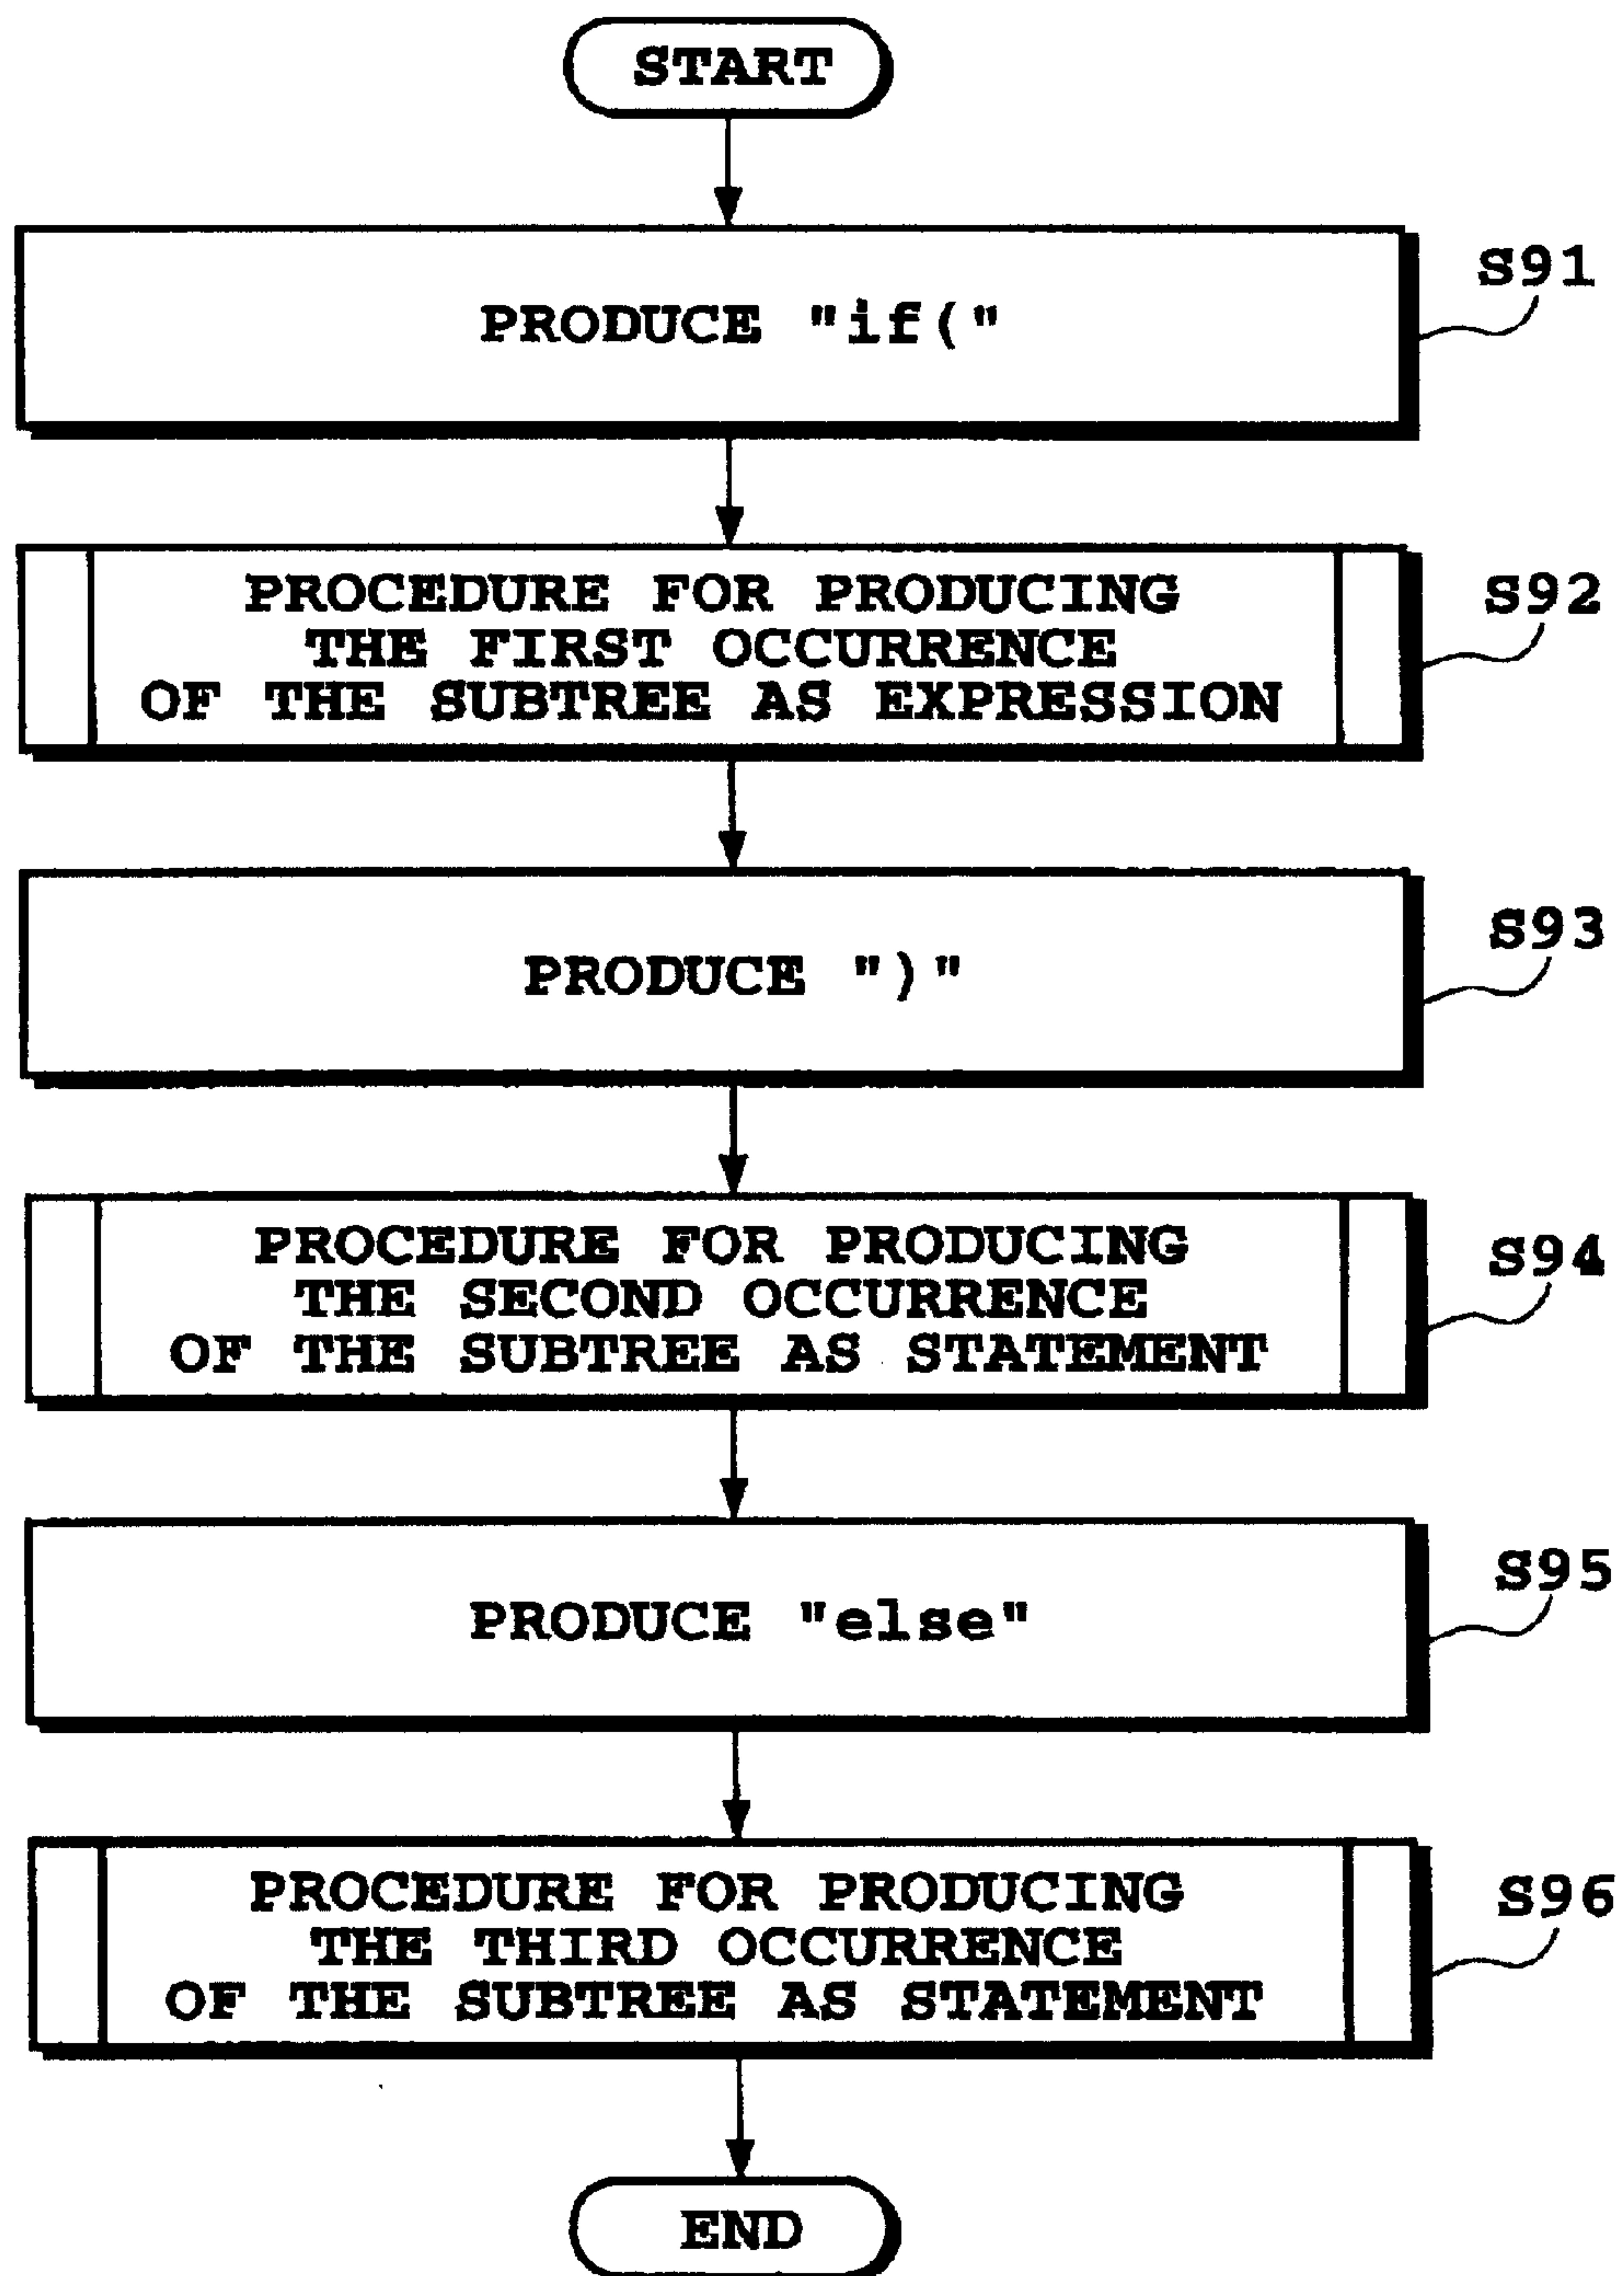 START
PRODUCE "if("
S91
PROCEDURE FOR PRODUCING
THE FIRST OCCURRENCE
OF THE SUBTREE AS EXPRESSION
S92
PRODUCE ")"
S93
PROCEDURE FOR PRODUCING
THE SECOND OCCURRENCE
OF THE SUBTREE AS STATEMENT
S94
PRODUCE "else"
S95
PROCEDURE FOR PRODUCING
THE THIRD OCCURRENCE
OF THE SUBTREE AS STATEMENT
S96
END